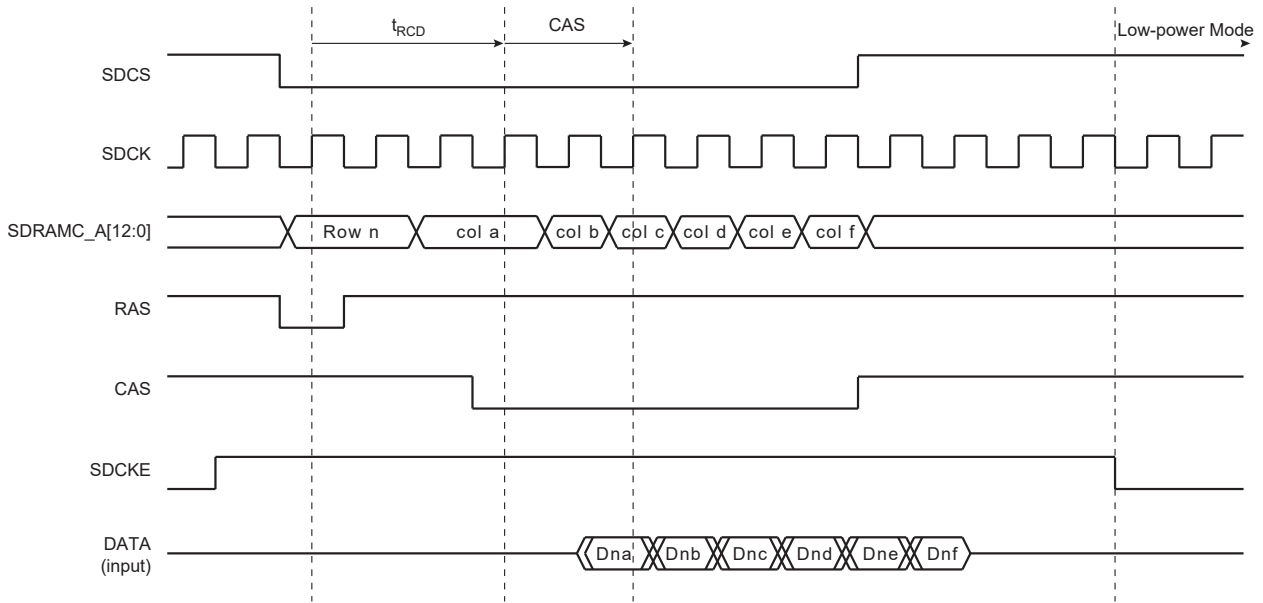 t_RCD CAS Low-power Mode
SDCS
SDCK
SDRAMC_A[12:0] Row n col a col b col c col d col e col f
RAS
CAS
SDCKE
DATA
(input) Dna Dnb Dnc Dnd Dne Dnf